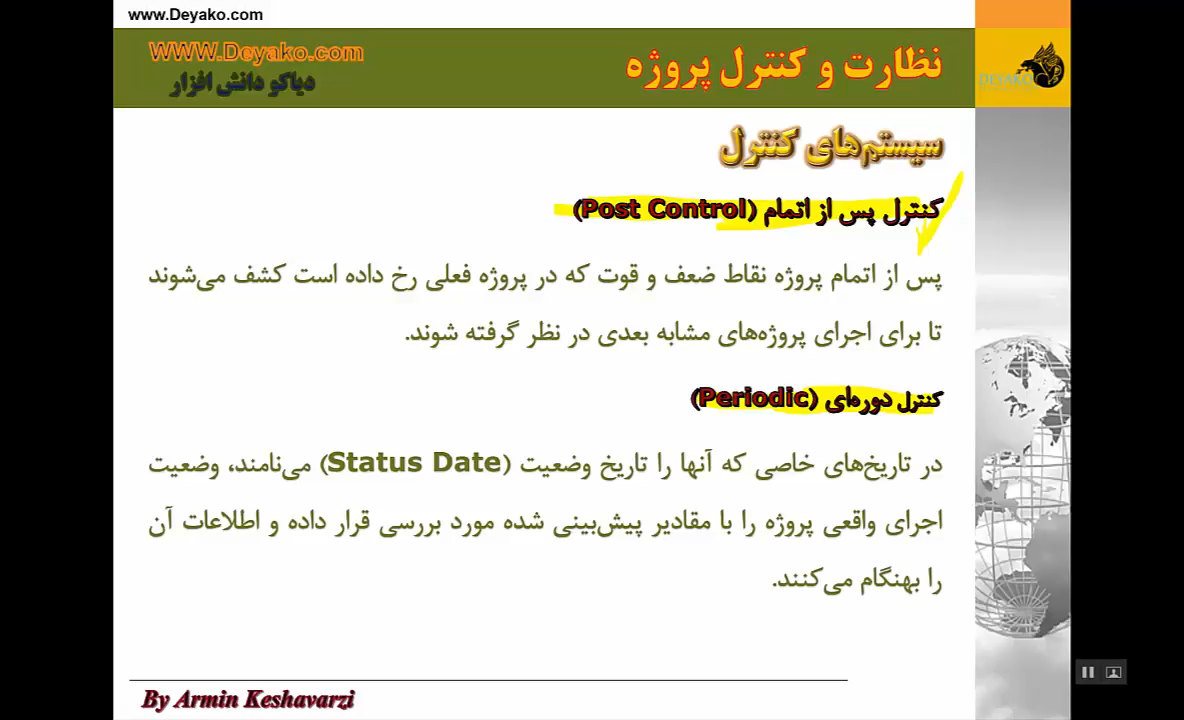 www.Deyako.com
WWW.Deyako.com
دیاکو دانش افزار
نظارت و کنترل پروژه
DEYAKO
سیستم‌های کنترل
کنترل پس از اتمام (Post Control)
پس از اتمام پروژه نقاط ضعف و قوت که در پروژه فعلی رخ داده است کشف می‌شوند
تا برای اجرای پروژه‌های مشابه بعدی در نظر گرفته شوند.
کنترل دوره‌ای (Periodic)
در تاریخ‌های خاصی که آنها را تاریخ وضعیت (Status Date) می‌نامند، وضعیت
اجرای واقعی پروژه را با مقادیر پیش‌بینی شده مورد بررسی قرار داده و اطلاعات آن
را بهنگام می‌کنند.
By Armin Keshavarzi